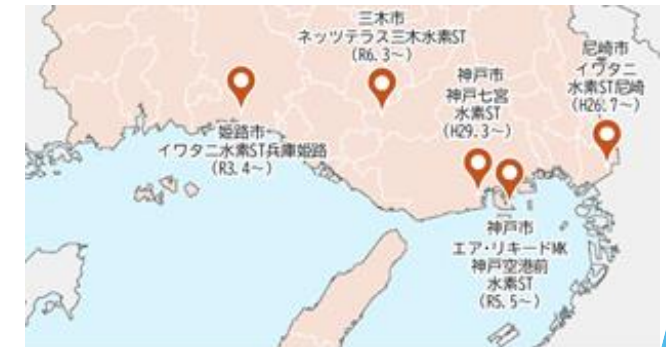 三木市
ネッツテラス三木水素ST
(R6.3~)
尼崎市
イワタニ
水素ST尼崎
(H26.7~)
神戸市
神戸七宮
水素ST
(H29.3~)
姫路市
イワタニ水素ST兵庫姫路
(R3.4~)
神戸市
エア・リキードMK
神戸空港前
水素ST
(R5.5~)